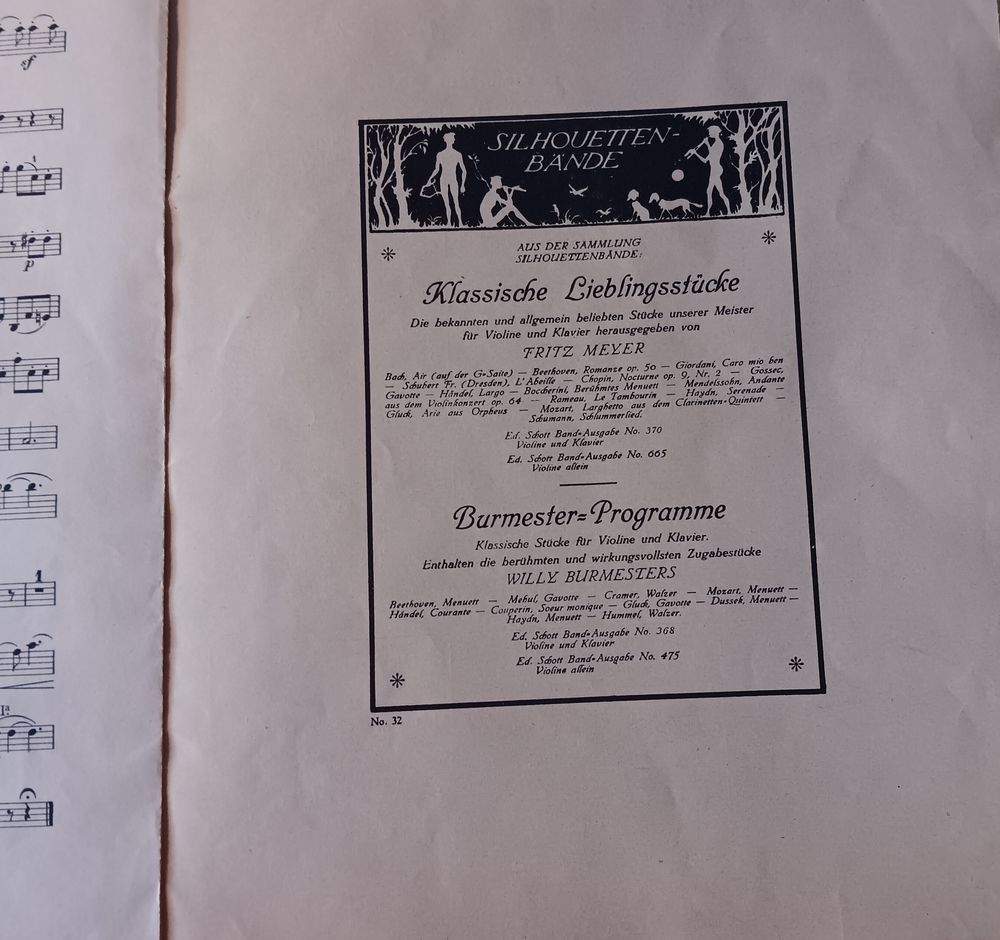 sf
1
p
1
Iª
SILHOUETTEN-
BÄNDE
AUS DER SAMMLUNG
SILHOUETTENBÄNDE:
Klassische Lieblingsstücke
Die bekannten und allgemein beliebten Stücke unserer Meister
für Violine und Klavier herausgegeben von
FRITZ MEYER
Bach, Air (auf der G-Saite) — Beethoven, Romanze op. 50 — Giordani, Caro mio ben
— Schubert Fr. (Dresden), L'Abeille — Chopin, Nocturne op. 9, Nr. 2 — Gossec,
Gavotte — Händel, Largo — Boccherini, Berühmtes Menuett — Mendelssohn, Andante
aus dem Violinkonzert op. 64 — Rameau, Le Tambourin — Haydn, Serenade —
Gluck, Arie aus Orpheus — Mozart, Larghetto aus dem Clarinetten-Quintett —
Schumann, Schlummerlied.
Ed. Schott Band-Ausgabe No. 370
Violine und Klavier
Ed. Schott Band-Ausgabe No. 665
Violine allein
Burmester=Programme
Klassische Stücke für Violine und Klavier.
Enthalten die berühmten und wirkungsvollsten Zugabestücke
WILLY BURMESTERS
Beethoven, Menuett — Mehul, Gavotte — Cramer, Walzer — Mozart, Menuett —
Händel, Courante — Couperin, Soeur monique — Gluck, Gavotte — Dussek, Menuett —
Haydn, Menuett — Hummel, Walzer.
Ed. Schott Band-Ausgabe No. 368
Violine und Klavier
Ed. Schott Band-Ausgabe No. 475
Violine allein
No. 32